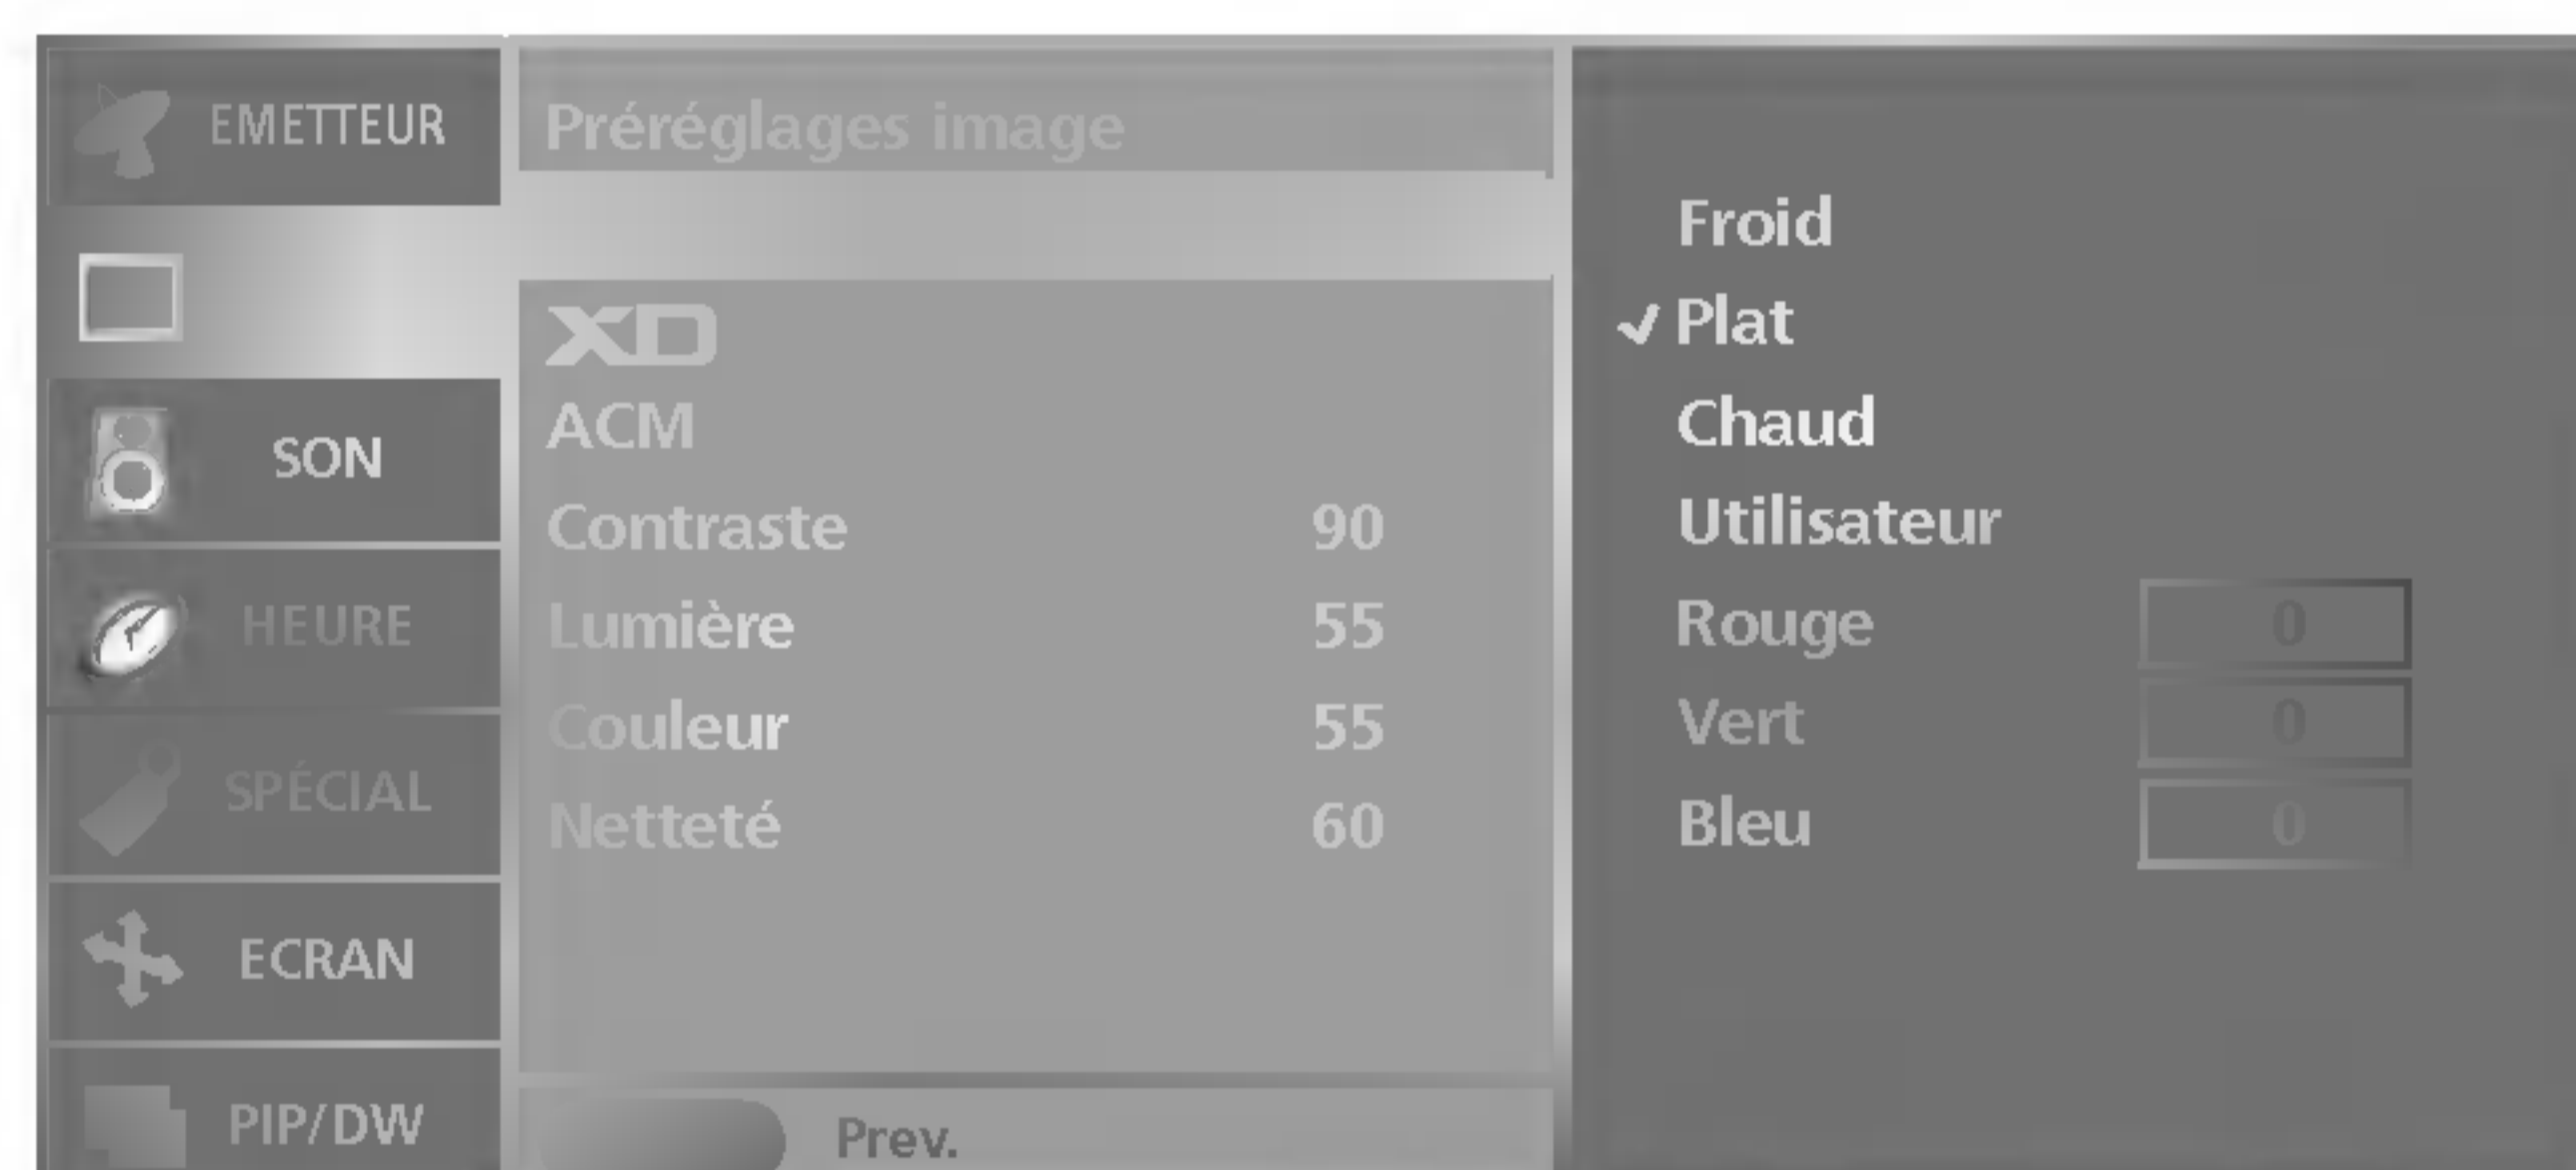 EMETTEUR
SON
HEURE
SPÉCIAL
ECRAN
PIP/DW
Préréglages image
XD
ACM
Contraste 90
Lumière 55
Couleur 55
Netteté 60
Prev.
Froid
✓ Plat
Chaud
Utilisateur
Rouge 0
Vert 0
Bleu 0